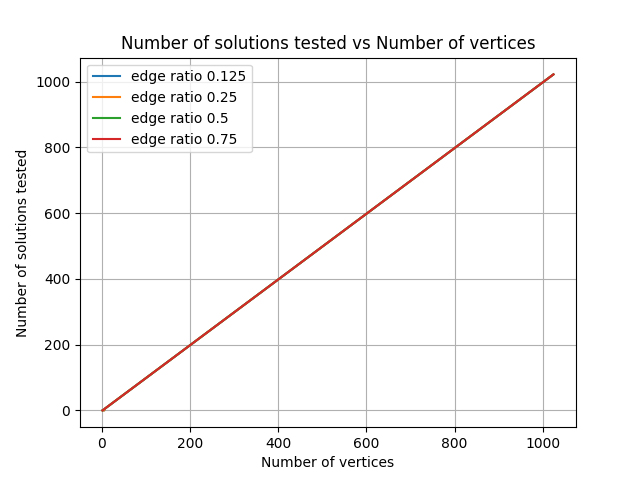 Number of solutions tested vs Number of vertices
edge ratio 0.125
edge ratio 0.25
edge ratio 0.5
edge ratio 0.75
Number of solutions tested
1000
800
600
400
200
0
0 200 400 600 800 1000
Number of vertices